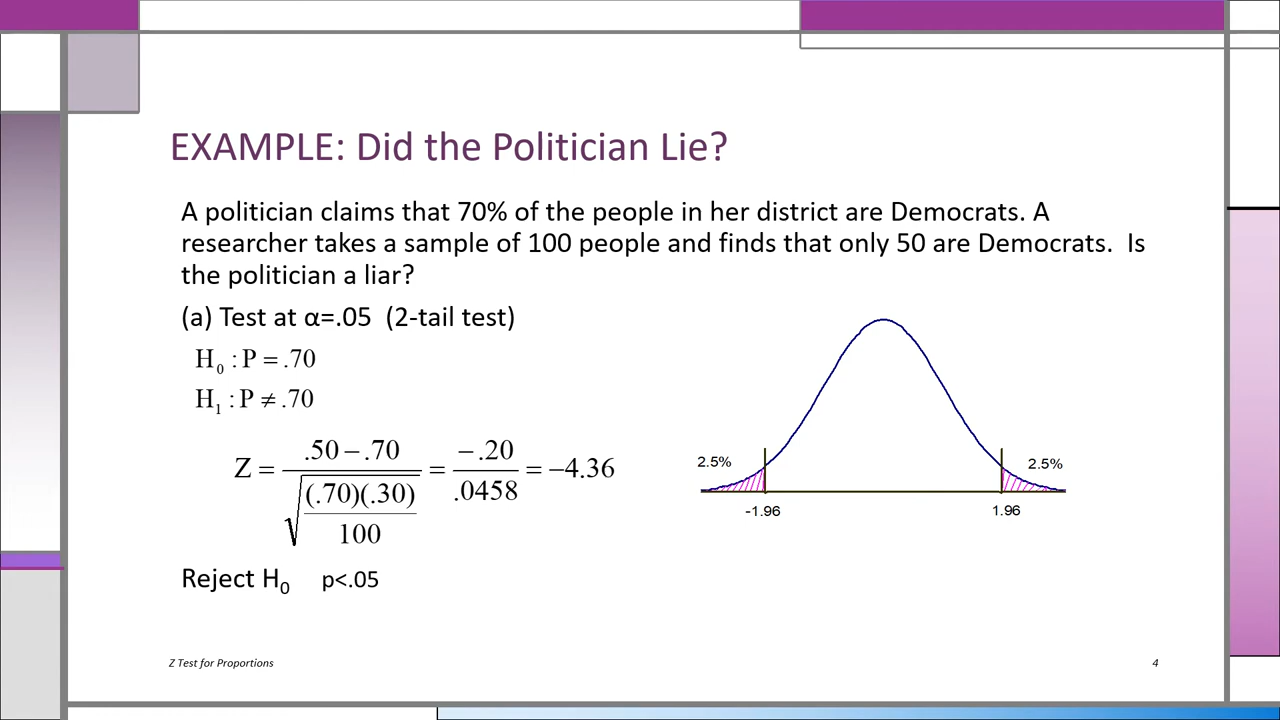 EXAMPLE: Did the Politician Lie?
A politician claims that 70% of the people in her district are Democrats. A
researcher takes a sample of 100 people and finds that only 50 are Democrats.  Is
the politician a liar?
(a) Test at α=.05  (2-tail test)
H₀ : P = .70
H₁ : P ≠ .70
Z = (.50 − .70) / √((.70)(.30) / 100) = −.20 / .0458 = −4.36
2.5% 2.5%
-1.96 1.96
Reject H₀ p<.05
Z Test for Proportions 4